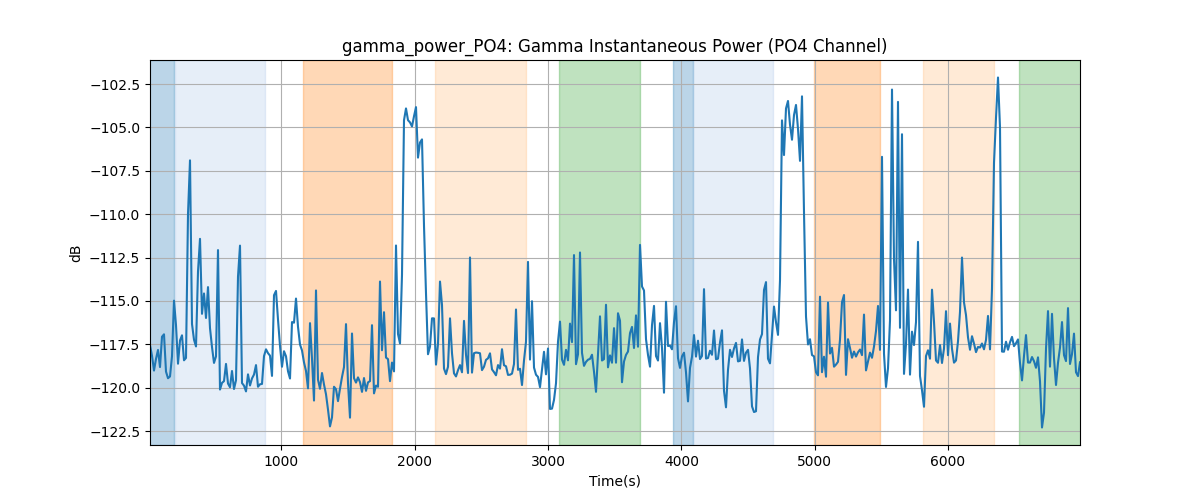 gamma_power_PO4: Gamma Instantaneous Power (PO4 Channel)
−102.5
−105.0
−107.5
−110.0
−112.5
−115.0
−117.5
−120.0
−122.5
dB
1000 2000 3000 4000 5000 6000
Time(s)